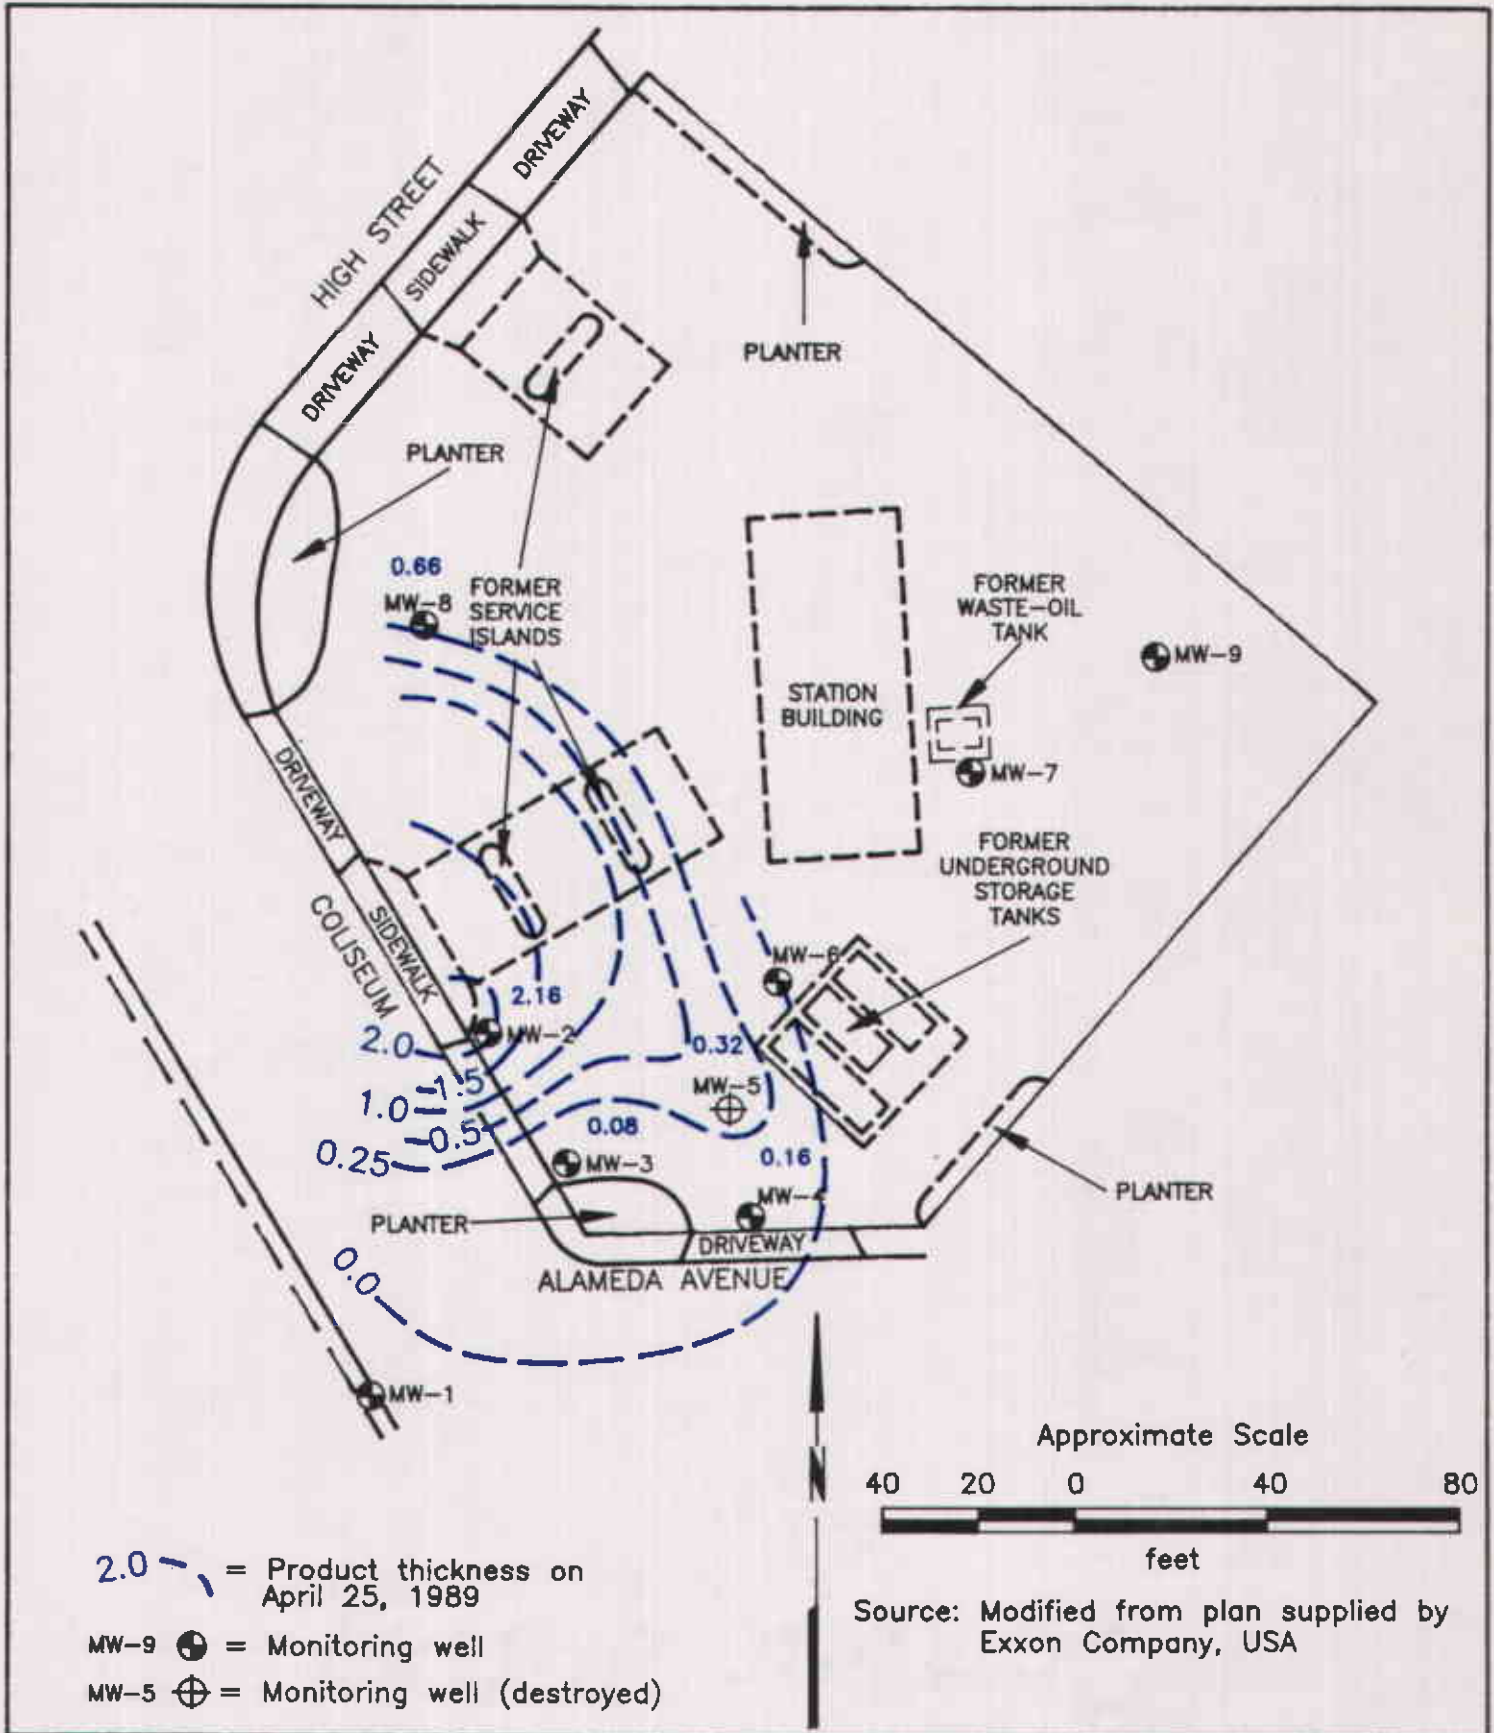 DRIVEWAY
HIGH STREET
SIDEWALK
DRIVEWAY
PLANTER
PLANTER
0.66
MW-8
FORMER
SERVICE
ISLANDS
FORMER
WASTE-OIL
TANK
MW-9
STATION
BUILDING
MW-7
DRIVEWAY
FORMER
UNDERGROUND
STORAGE
TANKS
COLISEUM
SIDEWALK
MW-6
2.16
MW-2
2.0
0.32
1.5
MW-5
1.0
0.08
0.5
0.25
0.16
MW-3
PLANTER
MW-4
PLANTER
DRIVEWAY
ALAMEDA AVENUE
0.0
MW-1
N
Approximate Scale
40 20 0 40 80
feet
2.0 = Product thickness on
April 25, 1989
Source: Modified from plan supplied by
Exxon Company, USA
MW-9 = Monitoring well
MW-5 = Monitoring well (destroyed)